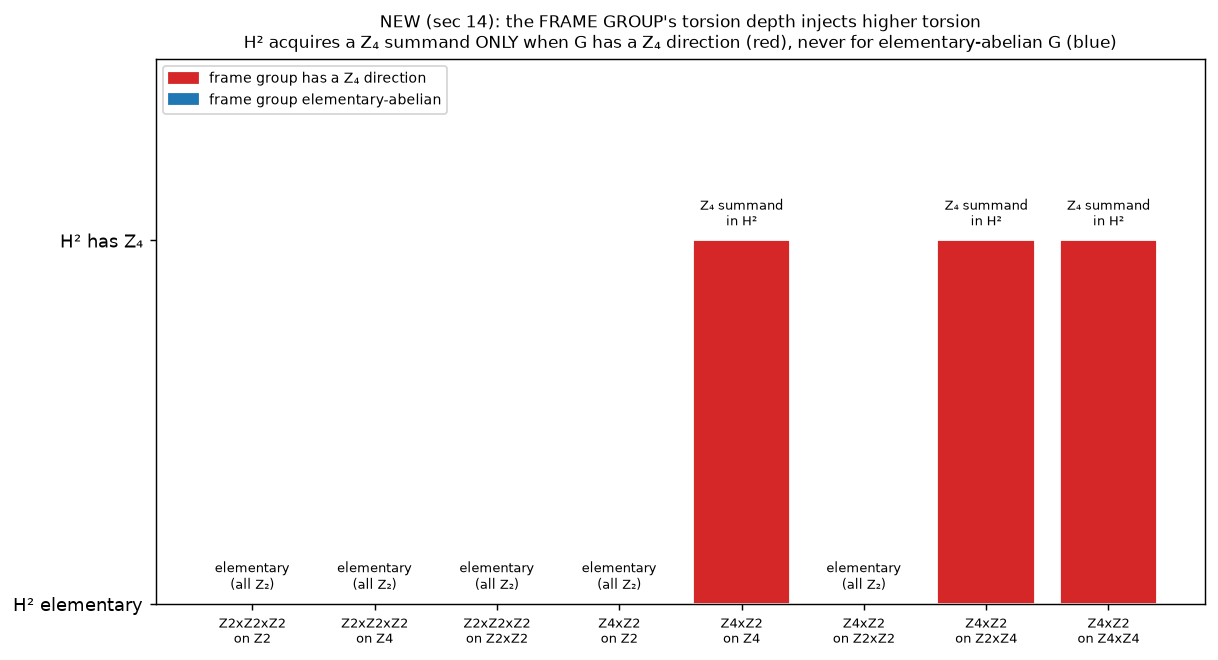 NEW (sec 14): the FRAME GROUP's torsion depth injects higher torsion
H² acquires a Z₄ summand ONLY when G has a Z₄ direction (red), never for elementary-abelian G (blue)
frame group has a Z₄ direction
frame group elementary-abelian
H² has Z₄
H² elementary
elementary
(all Z₂)
elementary
(all Z₂)
elementary
(all Z₂)
elementary
(all Z₂)
Z₄ summand
in H²
elementary
(all Z₂)
Z₄ summand
in H²
Z₄ summand
in H²
Z2xZ2xZ2
on Z2
Z2xZ2xZ2
on Z4
Z2xZ2xZ2
on Z2xZ2
Z4xZ2
on Z2
Z4xZ2
on Z4
Z4xZ2
on Z2xZ2
Z4xZ2
on Z2xZ4
Z4xZ2
on Z4xZ4